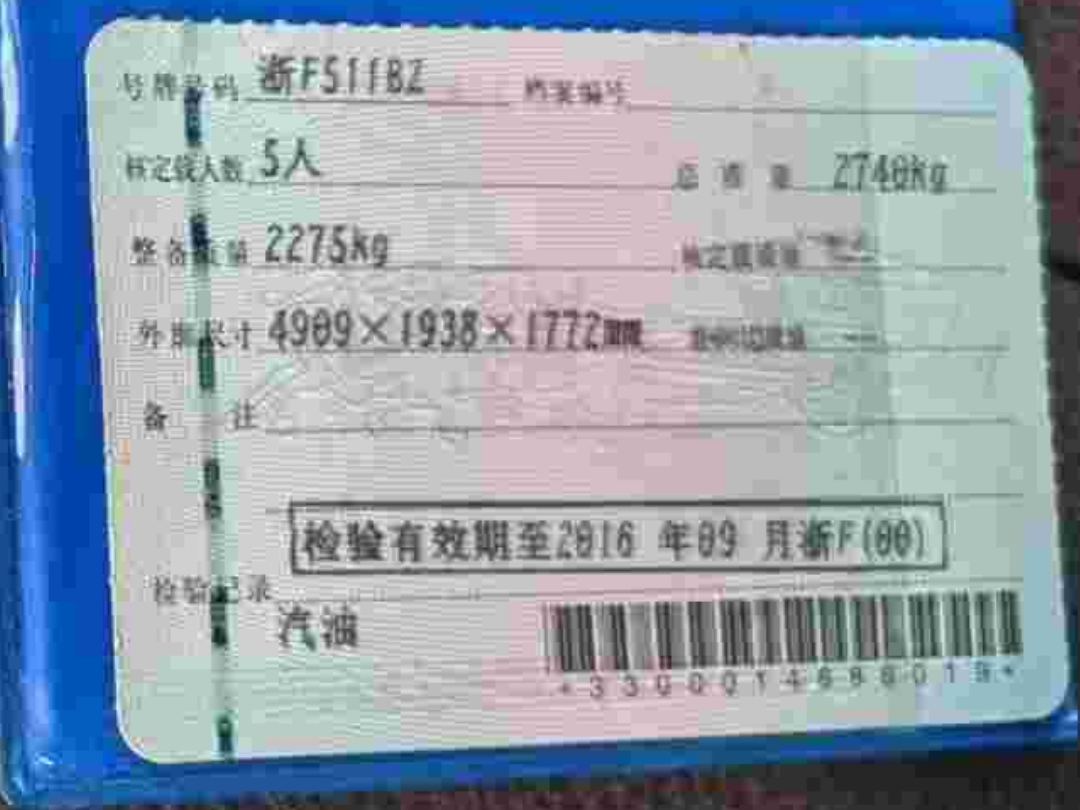 号牌号码 浙F511BZ 档案编号
核定载人数 5人 总质量 2740kg
整备质量 2275kg 核定载质量
外廓尺寸 4909×1938×1772mm
备注
检验有效期至2016 年09 月浙F(00)
检验记录
汽油